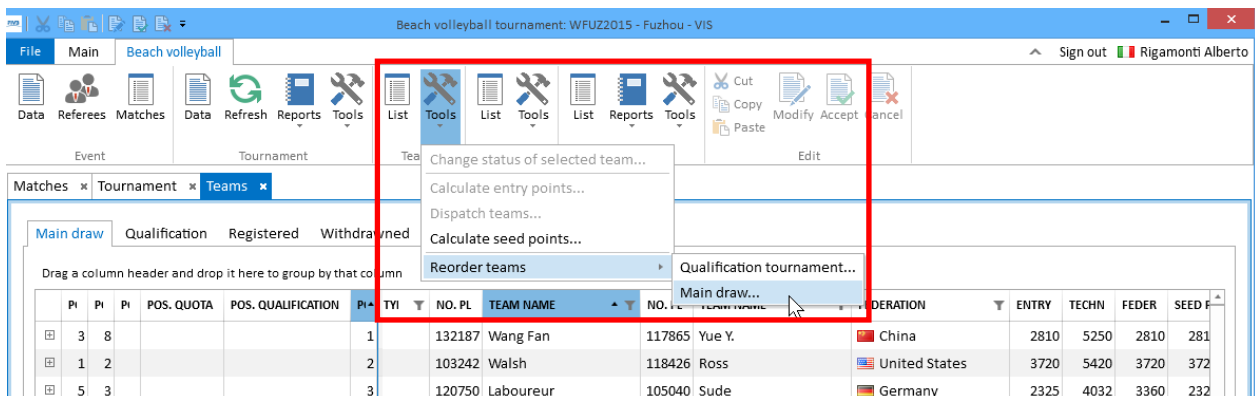 FIVB Beach volleyball tournament: WFUZ2015 - Fuzhou - VIS
File Main Beach volleyball Sign out Rigamonti Alberto
Data Referees Matches Data Refresh Reports Tools List Tools List Tools List Reports Tools Cut Copy Paste Modify Accept Cancel
Event Tournament Tea Edit
Change status of selected team...
Matches Tournament Teams
Calculate entry points...
Dispatch teams...
Main draw Qualification Registered Withdrawned
Calculate seed points...
Drag a column header and drop it here to group by that column
Reorder teams
Qualification tournament...
Main draw...
POS. QUOTA POS. QUALIFICATION NO. PL TEAM NAME ENTRY TECHN FEDER
3 8 1 132187 Wang Fan 117865 Yue Y. China 2810 5250 2810 281
1 2 2 103242 Walsh 118426 Ross United States 3720 5420 3720 372
5 3 3 120750 Laboureur 105040 Sude Germany 2325 4032 3360 232